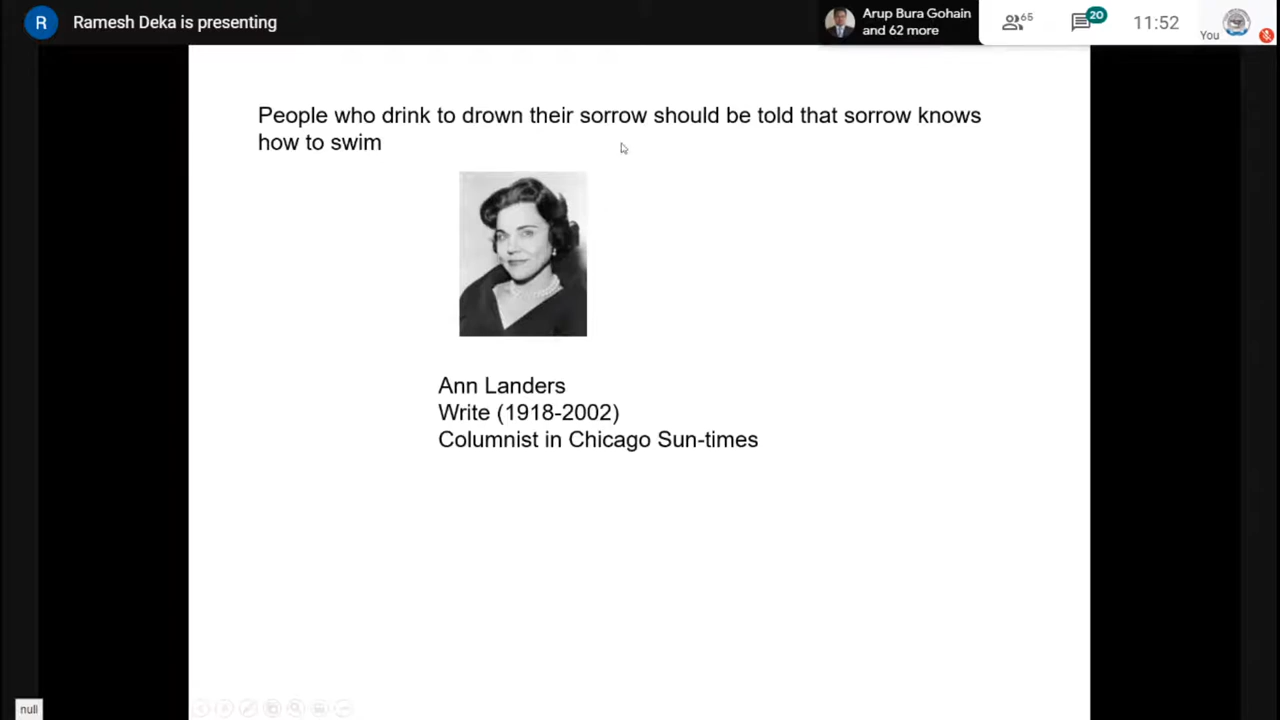 R
Ramesh Deka is presenting
Arup Bura Gohain
and 62 more
65
20
11:52
You
People who drink to drown their sorrow should be told that sorrow knows
how to swim
Ann Landers
Write (1918-2002)
Columnist in Chicago Sun-times
null